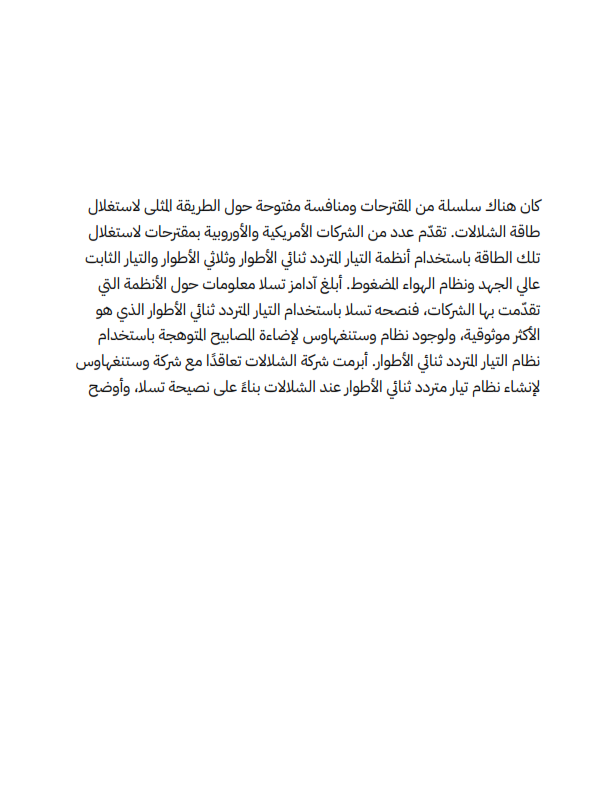 كان هناك سلسلة من المقترحات ومنافسة مفتوحة حول الطريقة المثلى لاستغلال
طاقة الشلالات. تقدّم عدد من الشركات الأمريكية والأوروبية بمقترحات لاستغلال
تلك الطاقة باستخدام أنظمة التيار المتردد ثنائي الأطوار وثلاثي الأطوار والتيار الثابت
عالي الجهد ونظام الهواء المضغوط. أبلغ آدامز تسلا معلومات حول الأنظمة التي
تقدّمت بها الشركات، فنصحه تسلا باستخدام التيار المتردد ثنائي الأطوار الذي هو
الأكثر موثوقية، ولوجود نظام وستنغهاوس لإضاءة المصابيح المتوهجة باستخدام
نظام التيار المتردد ثنائي الأطوار. أبرمت شركة الشلالات تعاقدًا مع شركة وستنغهاوس
لإنشاء نظام تيار متردد ثنائي الأطوار عند الشلالات بناءً على نصيحة تسلا، وأوضح